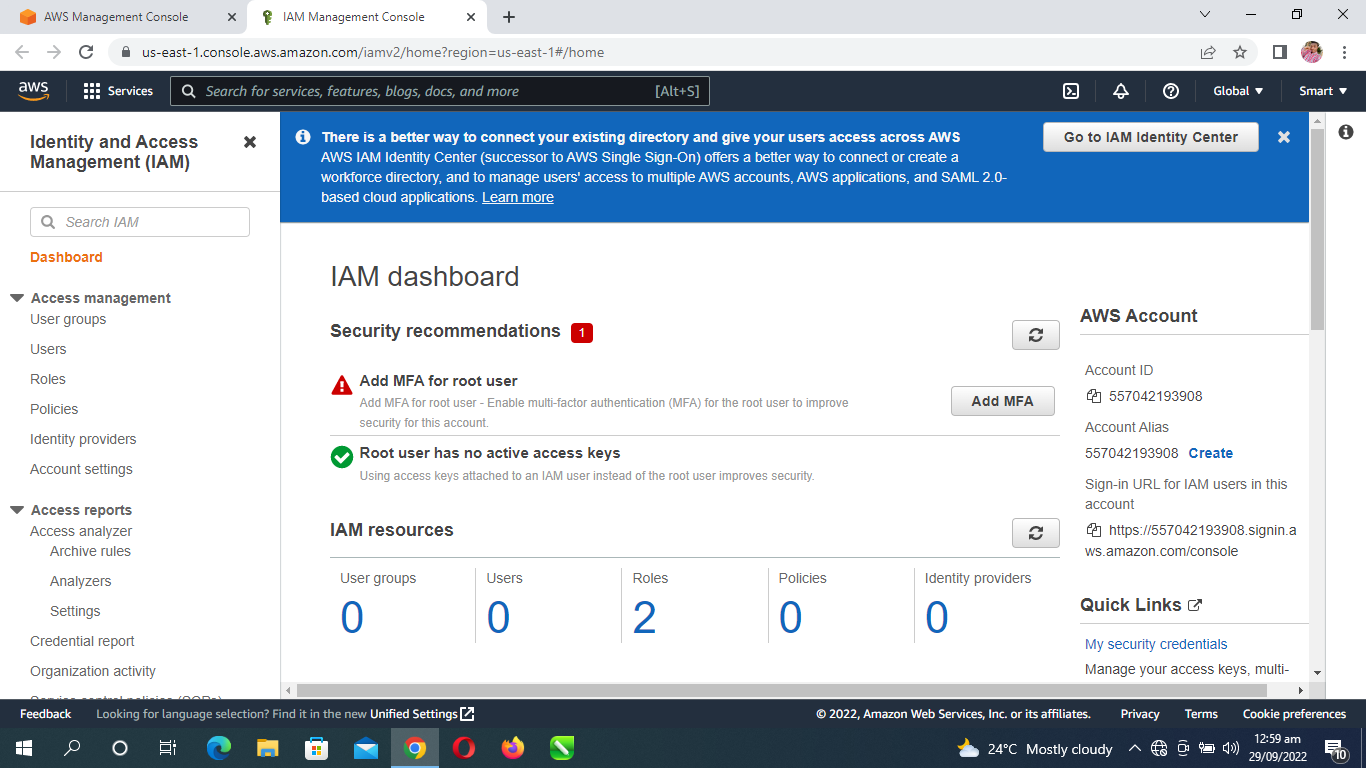 AWS Management Console
IAM Management Console
us-east-1.console.aws.amazon.com/iamv2/home?region=us-east-1#/home
aws
Services
Search for services, features, blogs, docs, and more
[Alt+S]
Global
Smart
Identity and Access
Management (IAM)
Search IAM
Dashboard
Access management
User groups
Users
Roles
Policies
Identity providers
Account settings
Access reports
Access analyzer
Archive rules
Analyzers
Settings
Credential report
Organization activity
Service control policies (SCPs)
There is a better way to connect your existing directory and give your users access across AWS
AWS IAM Identity Center (successor to AWS Single Sign-On) offers a better way to connect or create a
workforce directory, and to manage users' access to multiple AWS accounts, AWS applications, and SAML 2.0-
based cloud applications. Learn more
Go to IAM Identity Center
IAM dashboard
Security recommendations 1
Add MFA for root user
Add MFA for root user - Enable multi-factor authentication (MFA) for the root user to improve
security for this account.
Add MFA
Root user has no active access keys
Using access keys attached to an IAM user instead of the root user improves security.
IAM resources
User groups
0
Users
0
Roles
2
Policies
0
Identity providers
0
AWS Account
Account ID
557042193908
Account Alias
557042193908 Create
Sign-in URL for IAM users in this
account
https://557042193908.signin.a
ws.amazon.com/console
Quick Links
My security credentials
Manage your access keys, multi-
Feedback
Looking for language selection? Find it in the new Unified Settings
© 2022, Amazon Web Services, Inc. or its affiliates.
Privacy
Terms
Cookie preferences
24°C Mostly cloudy
12:59 am
29/09/2022
10